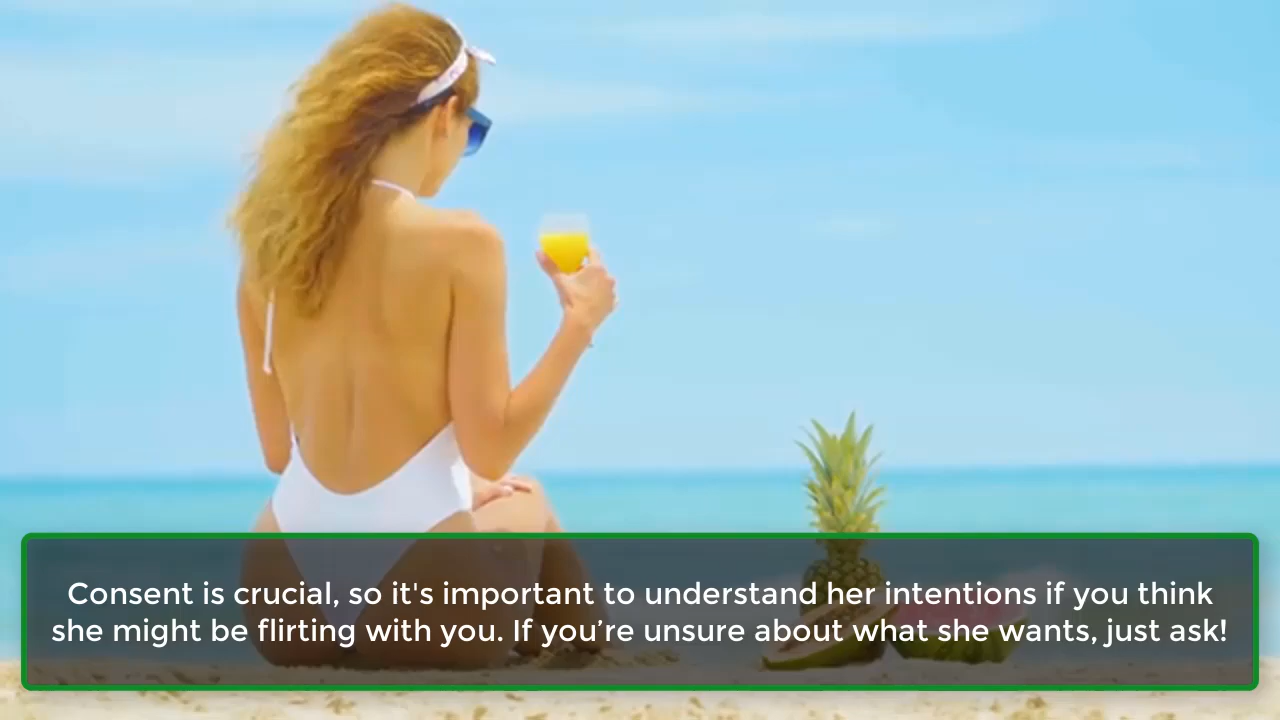 Consent is crucial, so it's important to understand her intentions if you think
she might be flirting with you. If you’re unsure about what she wants, just ask!